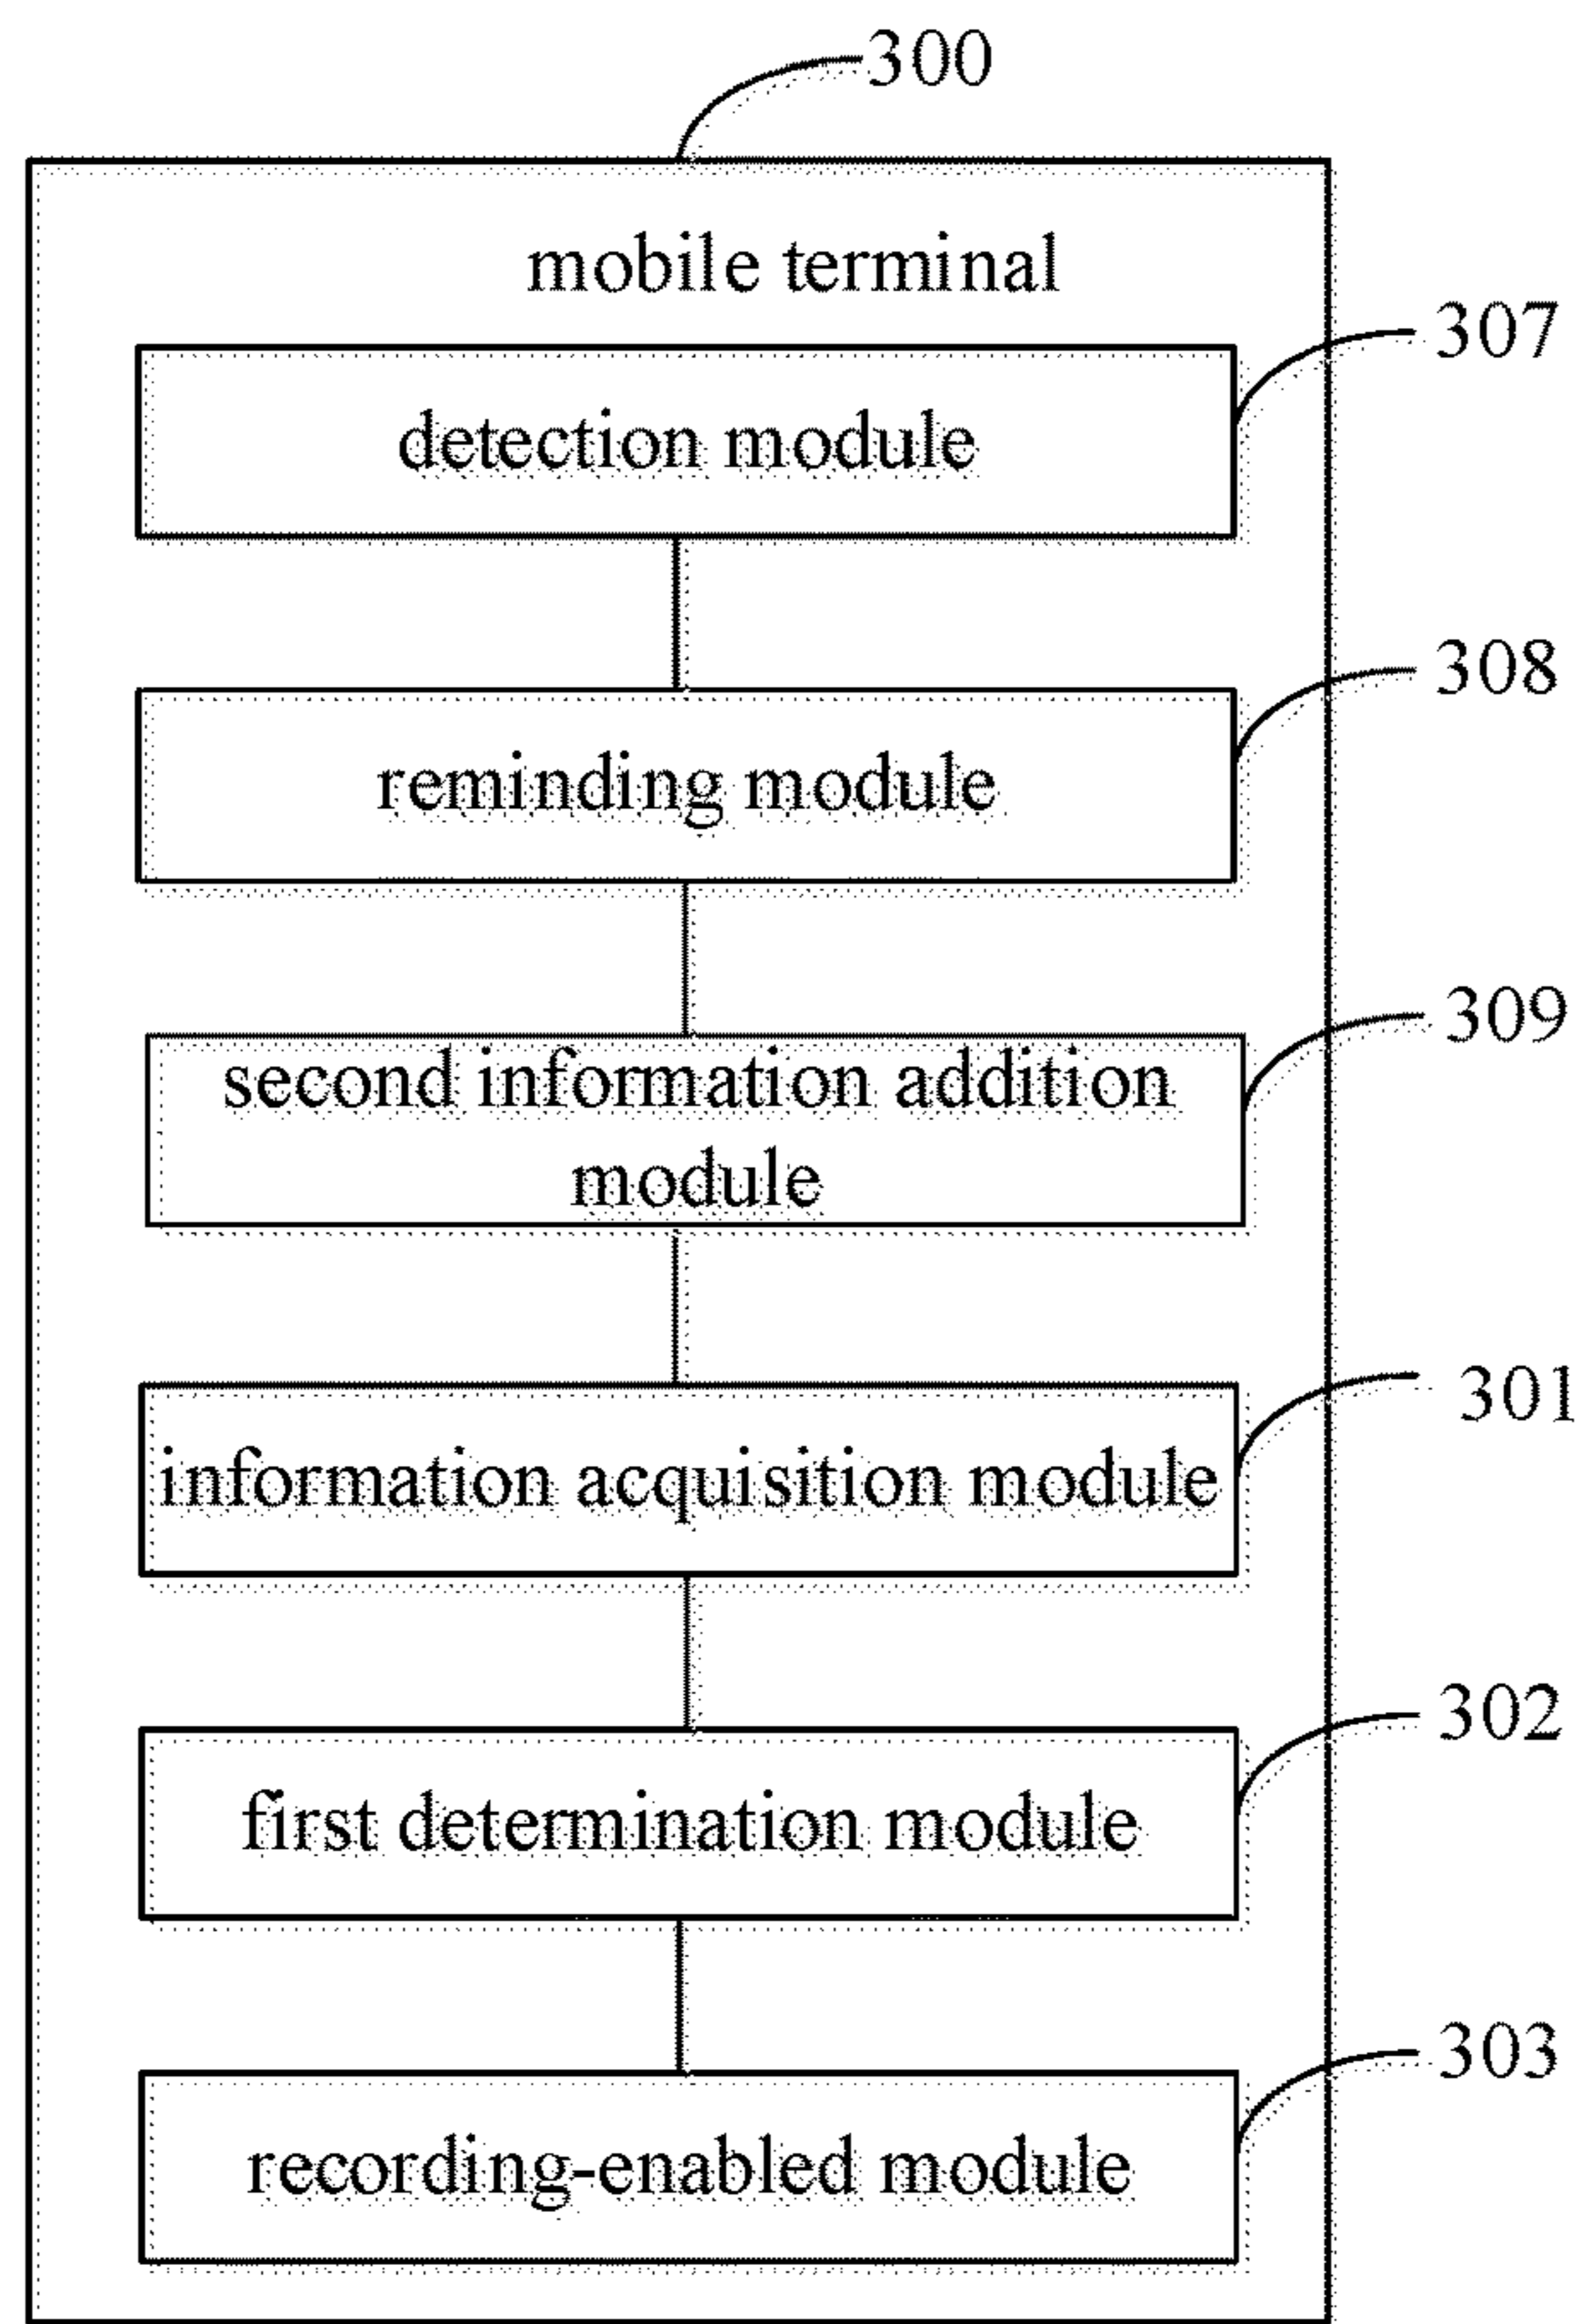 300
mobile terminal
307
detection module
308
reminding module
309
second information addition
module
301
information acquisition module
302
first determination module
303
recording-enabled module